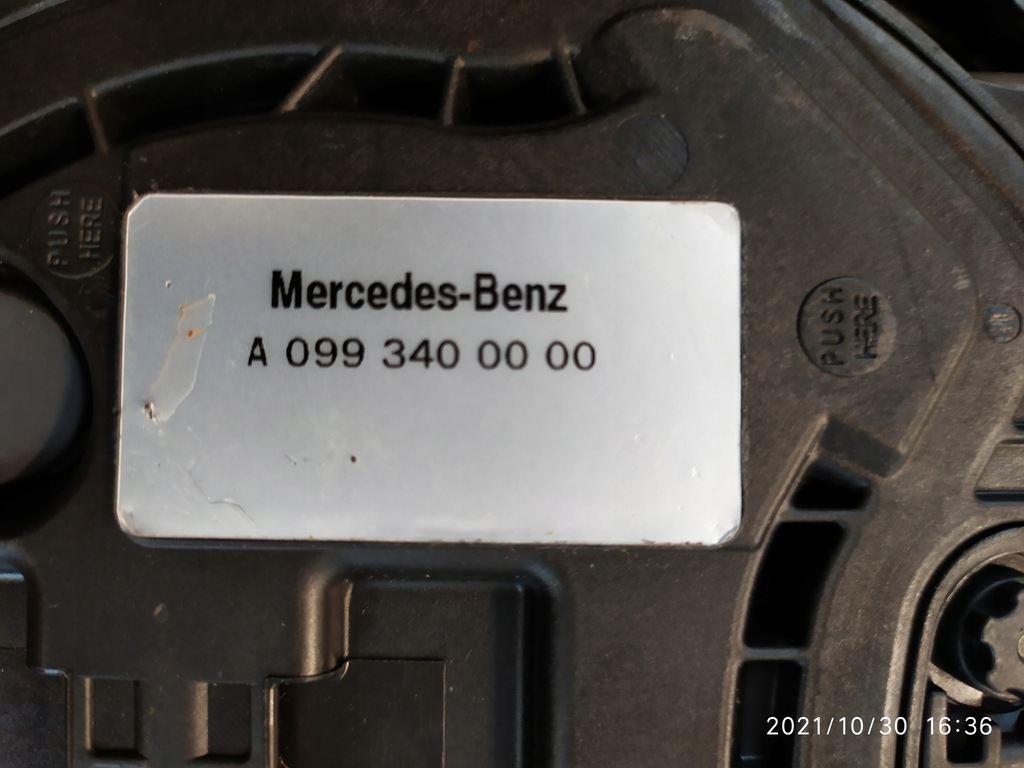 PUSH
HERE
Mercedes-Benz
A 099 340 00 00
PUSH
HERE
2021/10/30 16:36